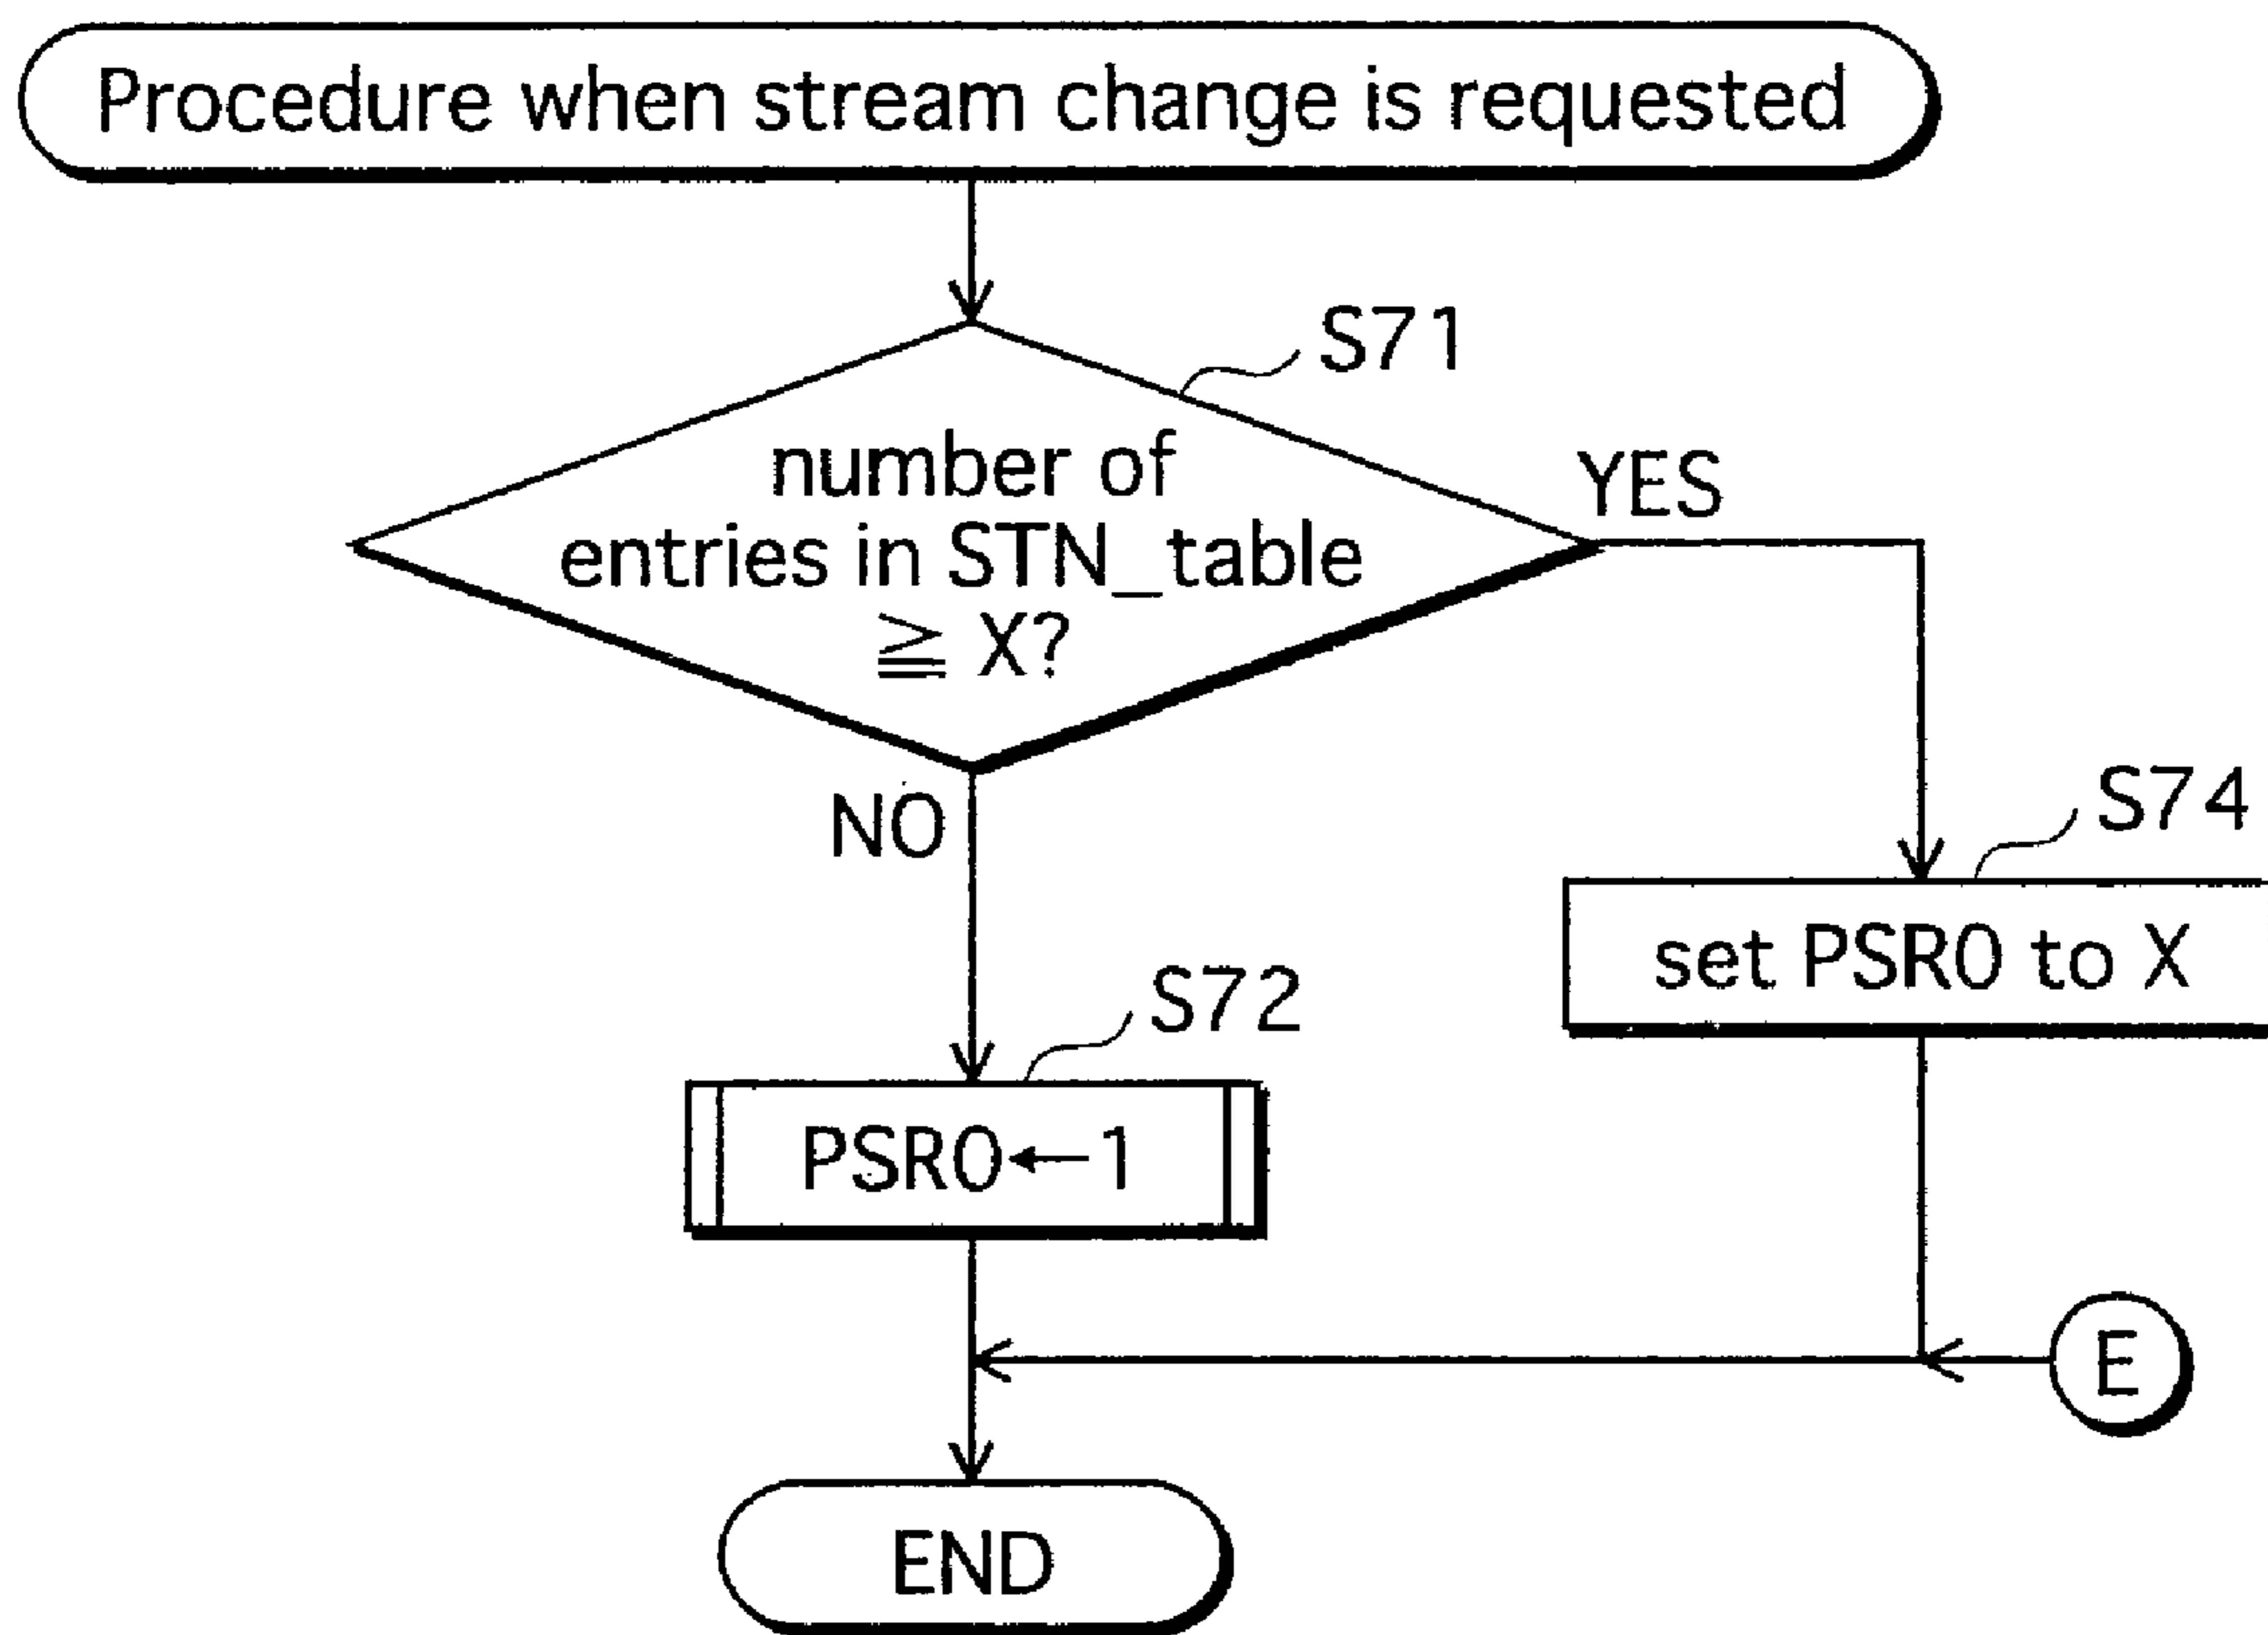 Procedure when stream change is requested
S71
number of
entries in STN_table
≧ X?
YES
NO
S74
set PSR0 to X
S72
PSR0←1
E
END